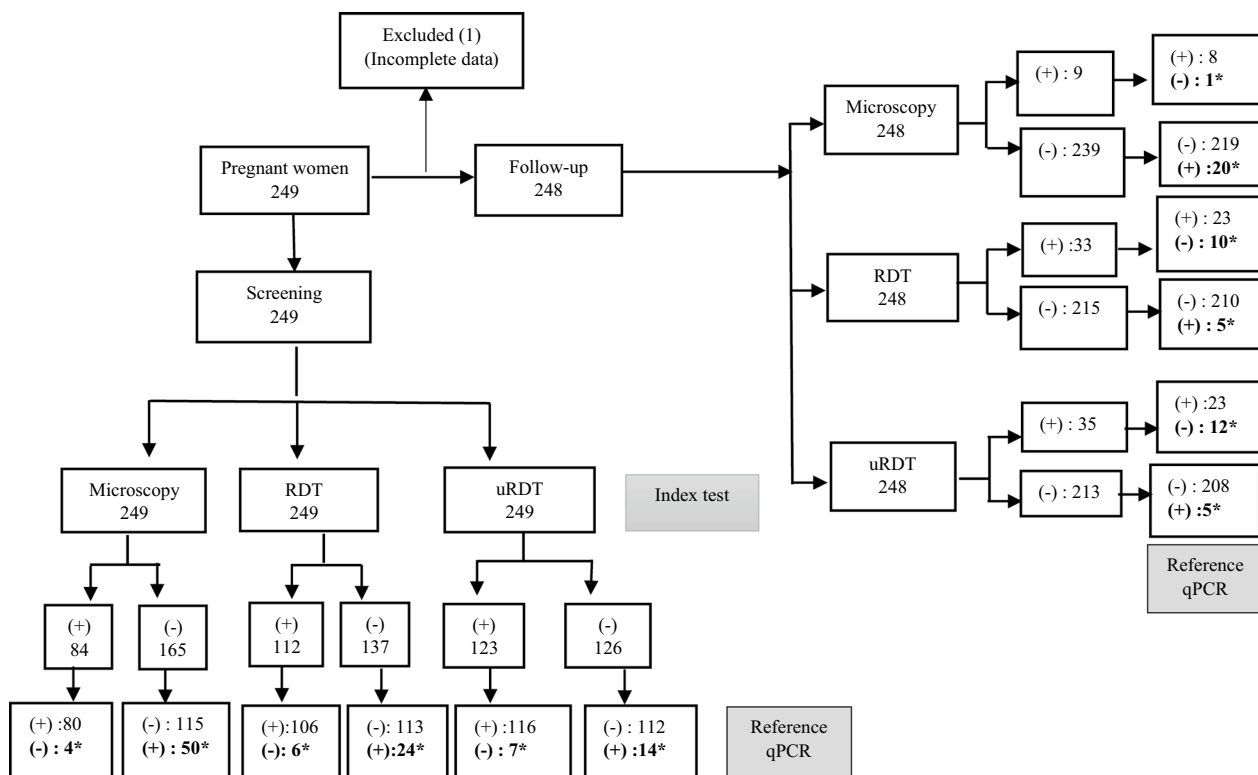 Excluded (1)
(Incomplete data)
Pregnant women
249
Follow-up
248
Screening
249
Microscopy
249
RDT
249
uRDT
249
Index test
(+)
84
(-)
165
(+)
112
(-)
137
(+)
123
(-)
126
(+) :80
(-) : 4*
(-) : 115
(+) : 50*
(+):106
(-): 6*
(-): 113
(+):24*
(+) :116
(-) : 7*
(-) : 112
(+) :14*
Reference
qPCR
Microscopy
248
(+) : 9
(+) : 8
(-) : 1*
(-) : 239
(-) : 219
(+) :20*
RDT
248
(+) :33
(+) : 23
(-) : 10*
(-) : 215
(-) : 210
(+) : 5*
uRDT
248
(+) : 35
(+) :23
(-) : 12*
(-) : 213
(-) : 208
(+) :5*
Reference
qPCR